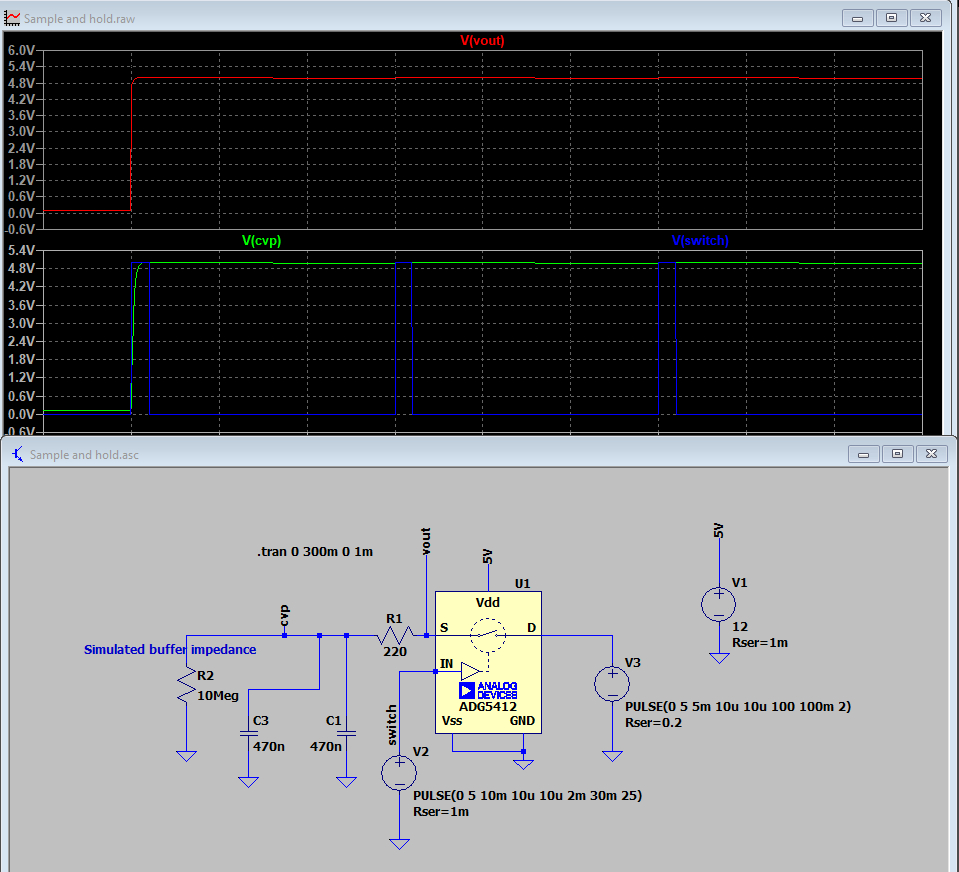 Sample and hold.raw
V(vout)
6.0V
5.4V
4.8V
4.2V
3.6V
3.0V
2.4V
1.8V
1.2V
0.6V
0.0V
-0.6V
V(cvp) V(switch)
5.4V
4.8V
4.2V
3.6V
3.0V
2.4V
1.8V
1.2V
0.6V
0.0V
-0.6V
Sample and hold.asc
.tran 0 300m 0 1m
vout
5V
5V
U1
V1
12
Rser=1m
Vdd
cvp
R1
220
S
D
Simulated buffer impedance
IN
V3
R2
10Meg
ANALOG
DEVICES
ADG5412
PULSE(0 5 5m 10u 10u 100 100m 2)
Rser=0.2
Vss
GND
switch
C3
470n
C1
470n
V2
PULSE(0 5 10m 10u 10u 2m 30m 25)
Rser=1m